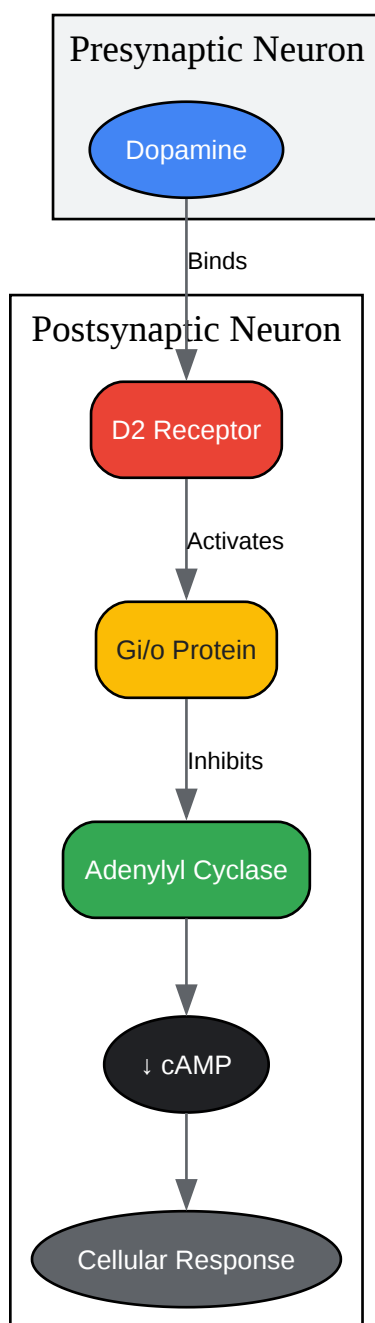 Presynaptic Neuron
Dopamine
Binds
Postsynaptic Neuron
D2 Receptor
Activates
Gi/o Protein
Inhibits
Adenylyl Cyclase
↓ cAMP
Cellular Response